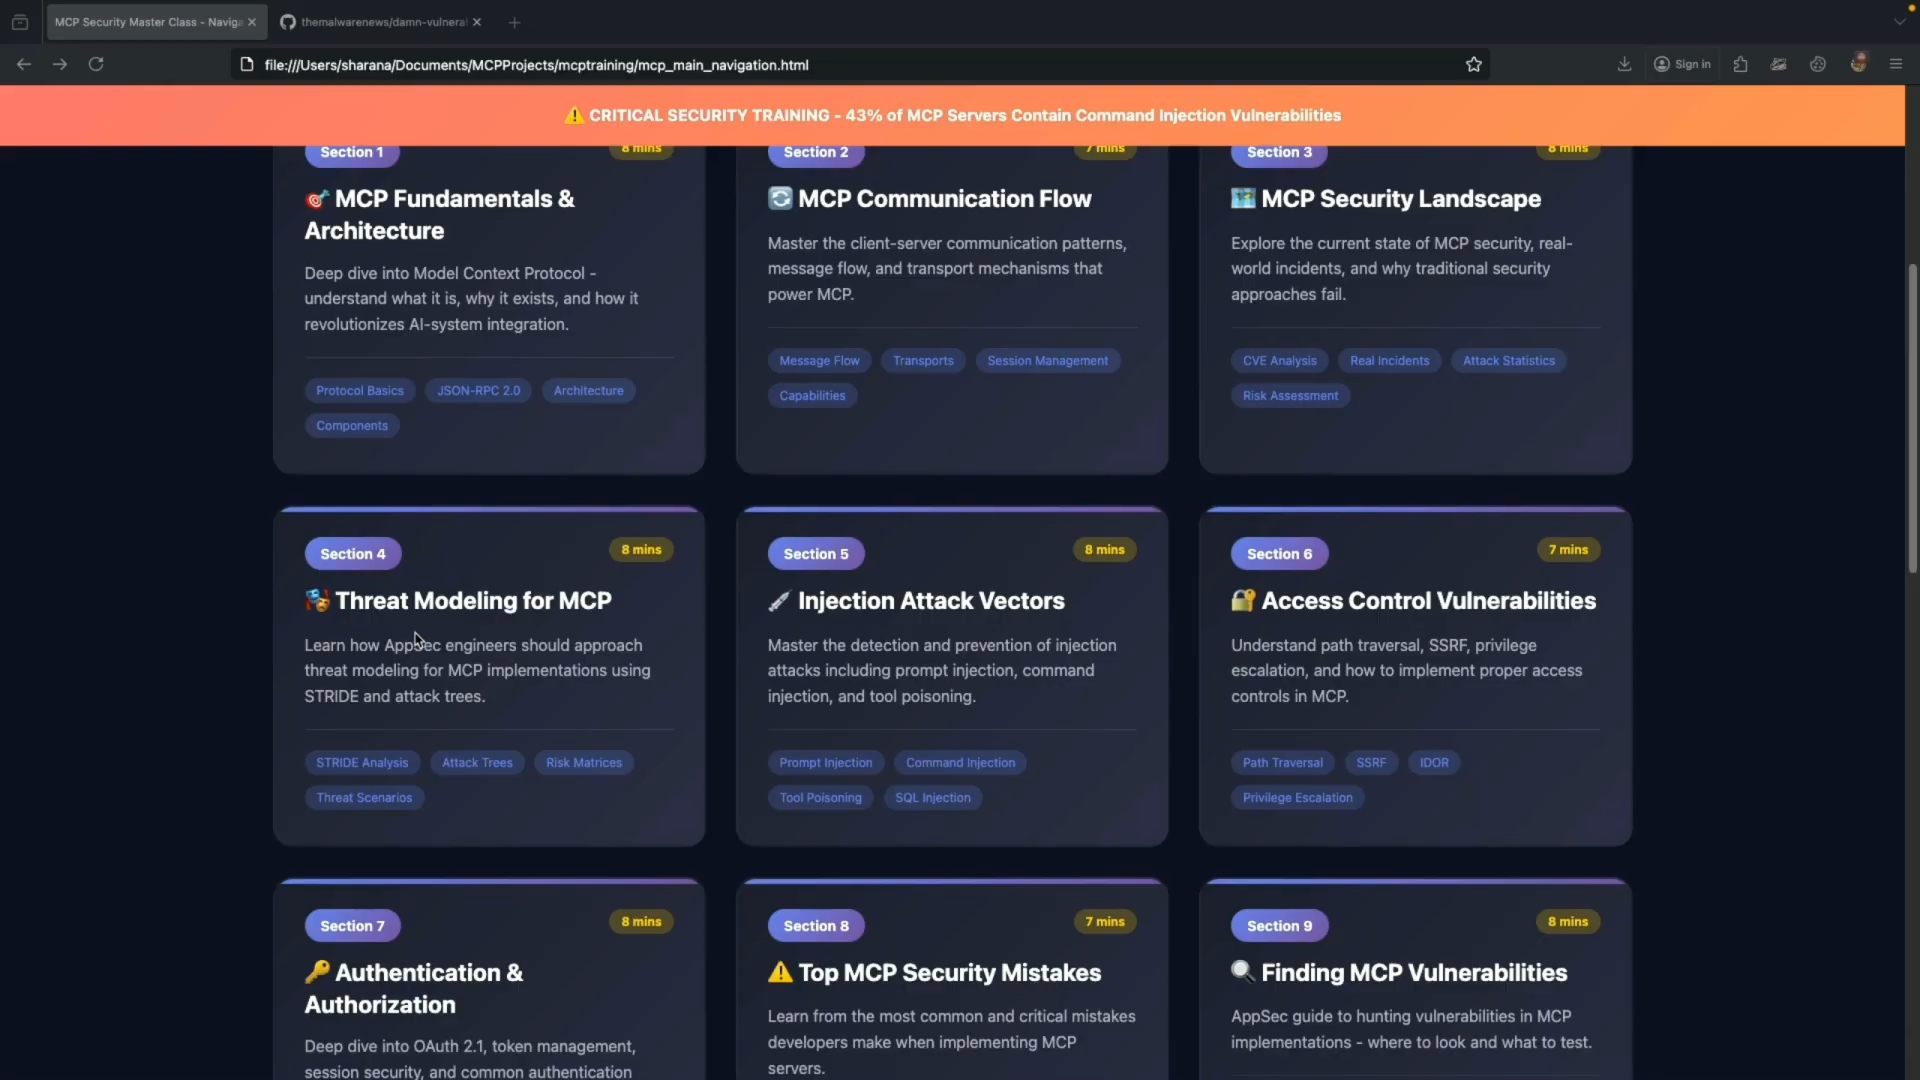 MCP Security Master Class - Naviga
themalwarenews/damn-vulneral
file:///Users/sharana/Documents/MCPProjects/mcptraining/mcp_main_navigation.html
Sign in
⚠️ CRITICAL SECURITY TRAINING - 43% of MCP Servers Contain Command Injection Vulnerabilities
Section 1
8 mins
🎯 MCP Fundamentals &
Architecture
Deep dive into Model Context Protocol -
understand what it is, why it exists, and how it
revolutionizes AI-system integration.
Protocol Basics
JSON-RPC 2.0
Architecture
Components
Section 2
7 mins
🔄 MCP Communication Flow
Master the client-server communication patterns,
message flow, and transport mechanisms that
power MCP.
Message Flow
Transports
Session Management
Capabilities
Section 3
8 mins
🗺️ MCP Security Landscape
Explore the current state of MCP security, real-
world incidents, and why traditional security
approaches fail.
CVE Analysis
Real Incidents
Attack Statistics
Risk Assessment
Section 4
8 mins
🎭 Threat Modeling for MCP
Learn how AppSec engineers should approach
threat modeling for MCP implementations using
STRIDE and attack trees.
STRIDE Analysis
Attack Trees
Risk Matrices
Threat Scenarios
Section 5
8 mins
💉 Injection Attack Vectors
Master the detection and prevention of injection
attacks including prompt injection, command
injection, and tool poisoning.
Prompt Injection
Command Injection
Tool Poisoning
SQL Injection
Section 6
7 mins
🔐 Access Control Vulnerabilities
Understand path traversal, SSRF, privilege
escalation, and how to implement proper access
controls in MCP.
Path Traversal
SSRF
IDOR
Privilege Escalation
Section 7
8 mins
🔑 Authentication &
Authorization
Deep dive into OAuth 2.1, token management,
session security, and common authentication
Section 8
7 mins
⚠️ Top MCP Security Mistakes
Learn from the most common and critical mistakes
developers make when implementing MCP
servers.
Section 9
8 mins
🔍 Finding MCP Vulnerabilities
AppSec guide to hunting vulnerabilities in MCP
implementations - where to look and what to test.